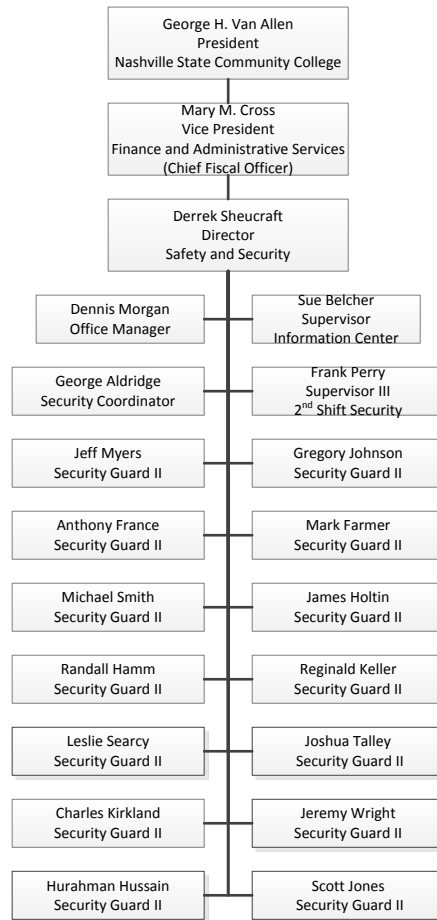 George H. Van Allen
President
Nashville State Community College
Mary M. Cross
Vice President
Finance and Administrative Services
(Chief Fiscal Officer)
Derrek Sheucraft
Director
Safety and Security
Dennis Morgan
Office Manager
Sue Belcher
Supervisor
Information Center
George Aldridge
Security Coordinator
Frank Perry
Supervisor III
2nd Shift Security
Jeff Myers
Security Guard II
Gregory Johnson
Security Guard II
Anthony France
Security Guard II
Mark Farmer
Security Guard II
Michael Smith
Security Guard II
James Holtin
Security Guard II
Randall Hamm
Security Guard II
Reginald Keller
Security Guard II
Leslie Searcy
Security Guard II
Joshua Talley
Security Guard II
Charles Kirkland
Security Guard II
Jeremy Wright
Security Guard II
Hurahman Hussain
Security Guard II
Scott Jones
Security Guard II